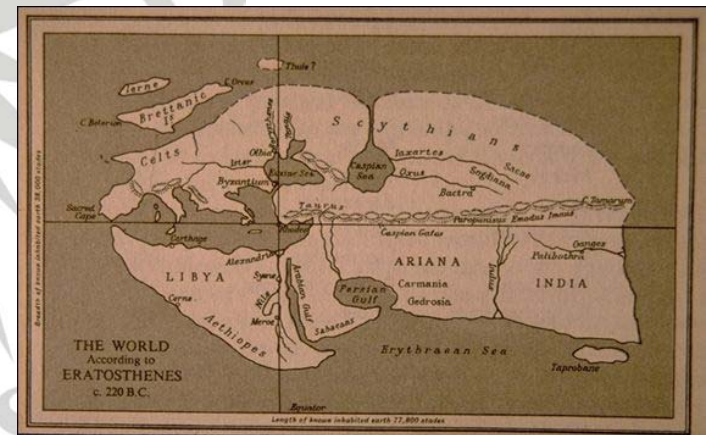 Thule ?
Ierne
C. Orcus
Brettanic
Is
C. Belerium
Scythians
Borysthenes
Celts
Olbia
Ister
Euxine Sea
Caspian
Sea
Iaxartes
Sacas
Sogdiana
Oxus
Byzantium
Bactra
Taurus
C. Tamarum
Paropanisus Emodus Imaus
Sacred
Cape
Rhodes
Caspian Gates
Carthage
Alexandria
Ganges
Palibothra
LIBYA
Syene
ARIANA
INDIA
Carmania
Indus
Persian
Gulf
Gedrosia
Arabian Gulf
Cerne
Nile
Meroe
Sabaeans
Aethiopes
Erythraean Sea
Taprobane
THE WORLD
According to
ERATOSTHENES
c. 220 B.C.
Equator
Length of known inhabited earth 77,800 stades
Breadth of known inhabited earth 38,000 stades